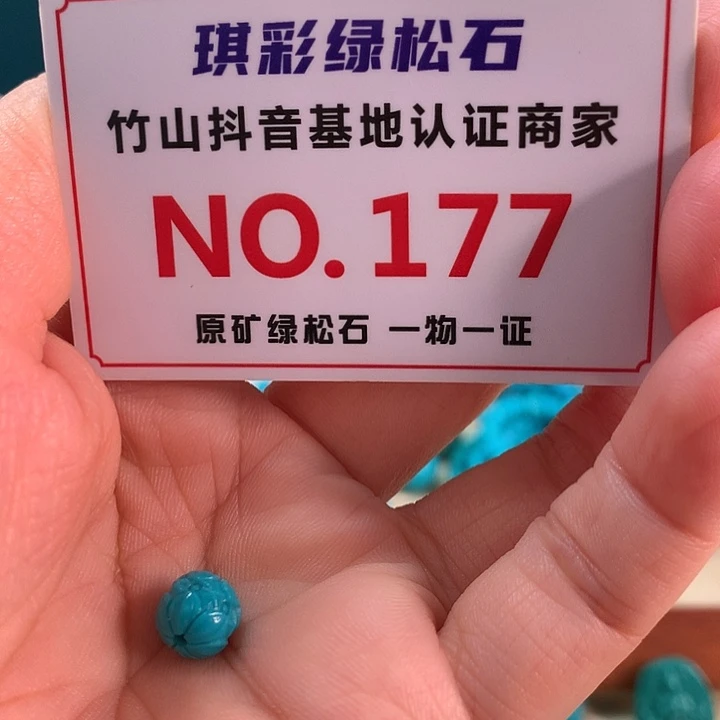 琪彩绿松石
竹山抖音基地认证商家
NO.177
原矿绿松石 一物一证